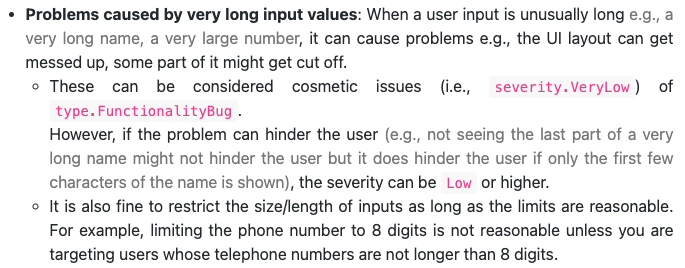 • Problems caused by very long input values: When a user input is unusually long e.g., a
very long name, a very large number, it can cause problems e.g., the UI layout can get
messed up, some part of it might get cut off.
◦ These can be considered cosmetic issues (i.e., severity.VeryLow) of
type.FunctionalityBug.
However, if the problem can hinder the user (e.g., not seeing the last part of a very
long name might not hinder the user but it does hinder the user if only the first few
characters of the name is shown), the severity can be Low or higher.
◦ It is also fine to restrict the size/length of inputs as long as the limits are reasonable.
For example, limiting the phone number to 8 digits is not reasonable unless you are
targeting users whose telephone numbers are not longer than 8 digits.